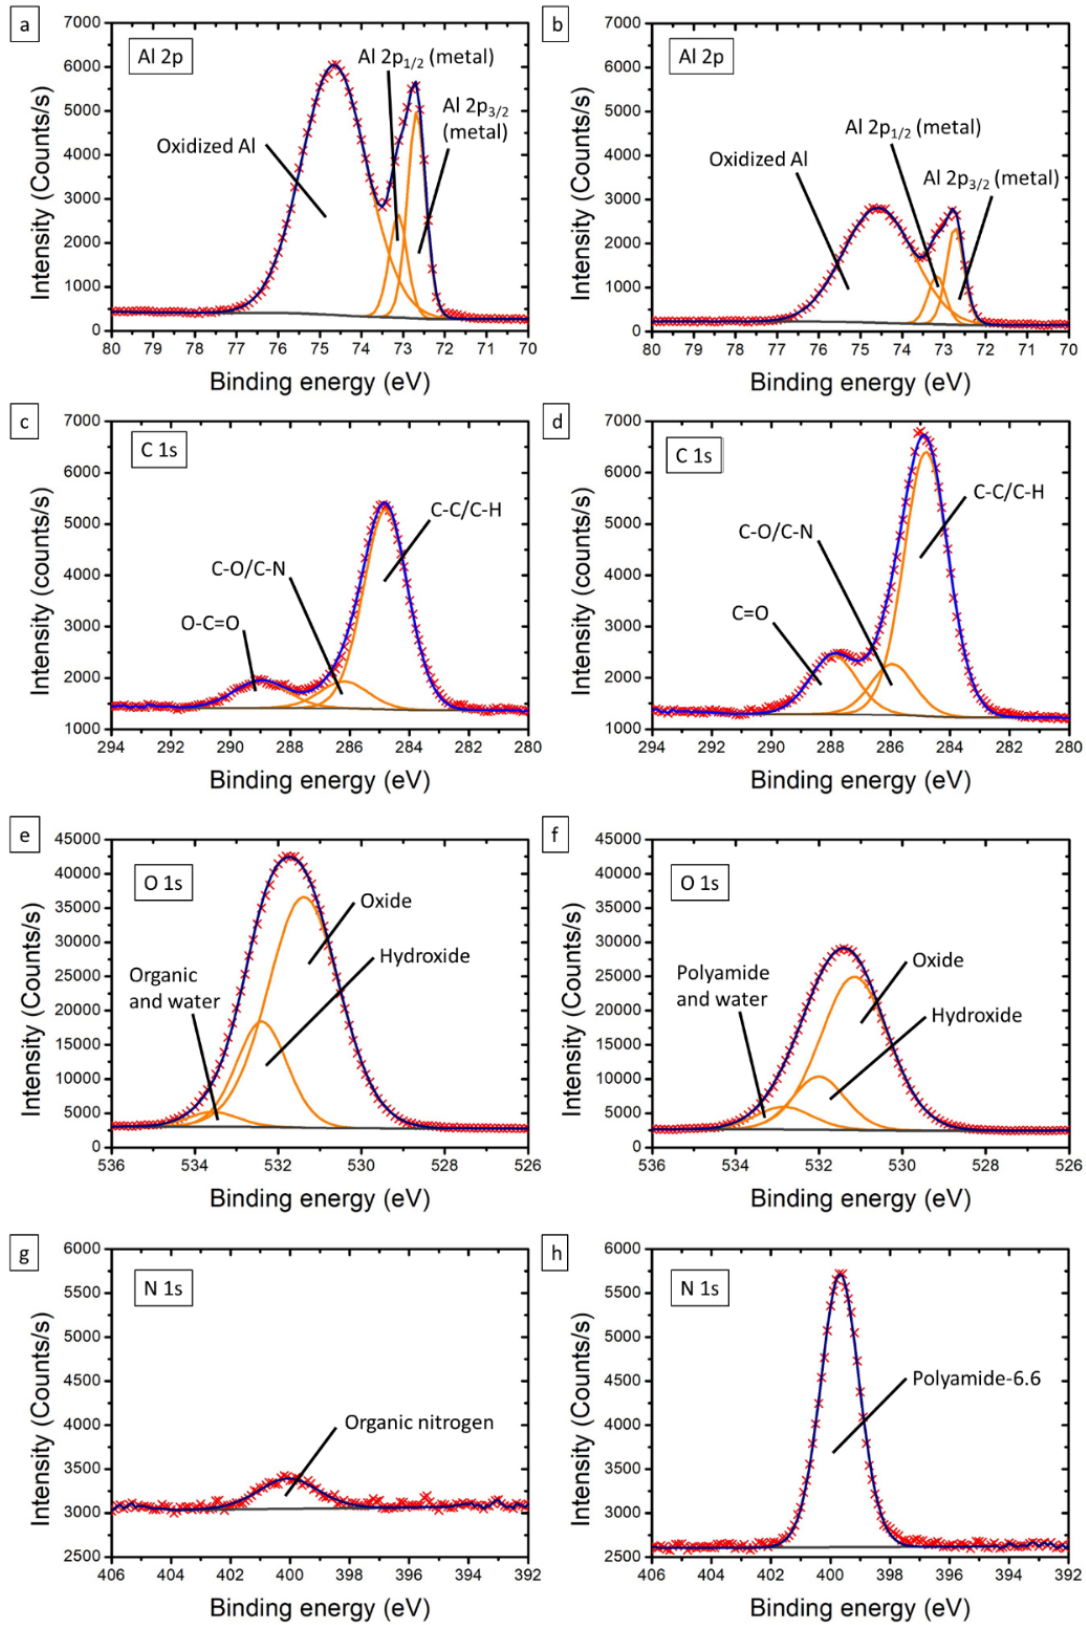 a
Al 2p
Al 2p1/2 (metal)
Al 2p3/2
(metal)
Oxidized Al
Intensity (Counts/s)
7000
6000
5000
4000
3000
2000
1000
0
80 79 78 77 76 75 74 73 72 71 70
Binding energy (eV)
b
Al 2p
Al 2p1/2 (metal)
Oxidized Al
Al 2p3/2 (metal)
Intensity (Counts/s)
7000
6000
5000
4000
3000
2000
1000
0
80 79 78 77 76 75 74 73 72 71 70
Binding energy (eV)
c
C 1s
C-C/C-H
C-O/C-N
O-C=O
Intensity (counts/s)
7000
6000
5000
4000
3000
2000
1000
294 292 290 288 286 284 282 280
Binding energy (eV)
d
C 1s
C-C/C-H
C-O/C-N
C=O
Intensity (counts/s)
7000
6000
5000
4000
3000
2000
1000
294 292 290 288 286 284 282 280
Binding energy (eV)
e
O 1s
Oxide
Hydroxide
Organic
and water
Intensity (Counts/s)
45000
40000
35000
30000
25000
20000
15000
10000
5000
0
536 534 532 530 528 526
Binding energy (eV)
f
O 1s
Oxide
Polyamide
and water
Hydroxide
Intensity (Counts/s)
45000
40000
35000
30000
25000
20000
15000
10000
5000
0
536 534 532 530 528 526
Binding energy (eV)
g
N 1s
Organic nitrogen
Intensity (Counts/s)
6000
5500
5000
4500
4000
3500
3000
2500
406 404 402 400 398 396 394 392
Binding energy (eV)
h
N 1s
Polyamide-6.6
Intensity (Counts/s)
6000
5500
5000
4500
4000
3500
3000
2500
406 404 402 400 398 396 394 392
Binding energy (eV)